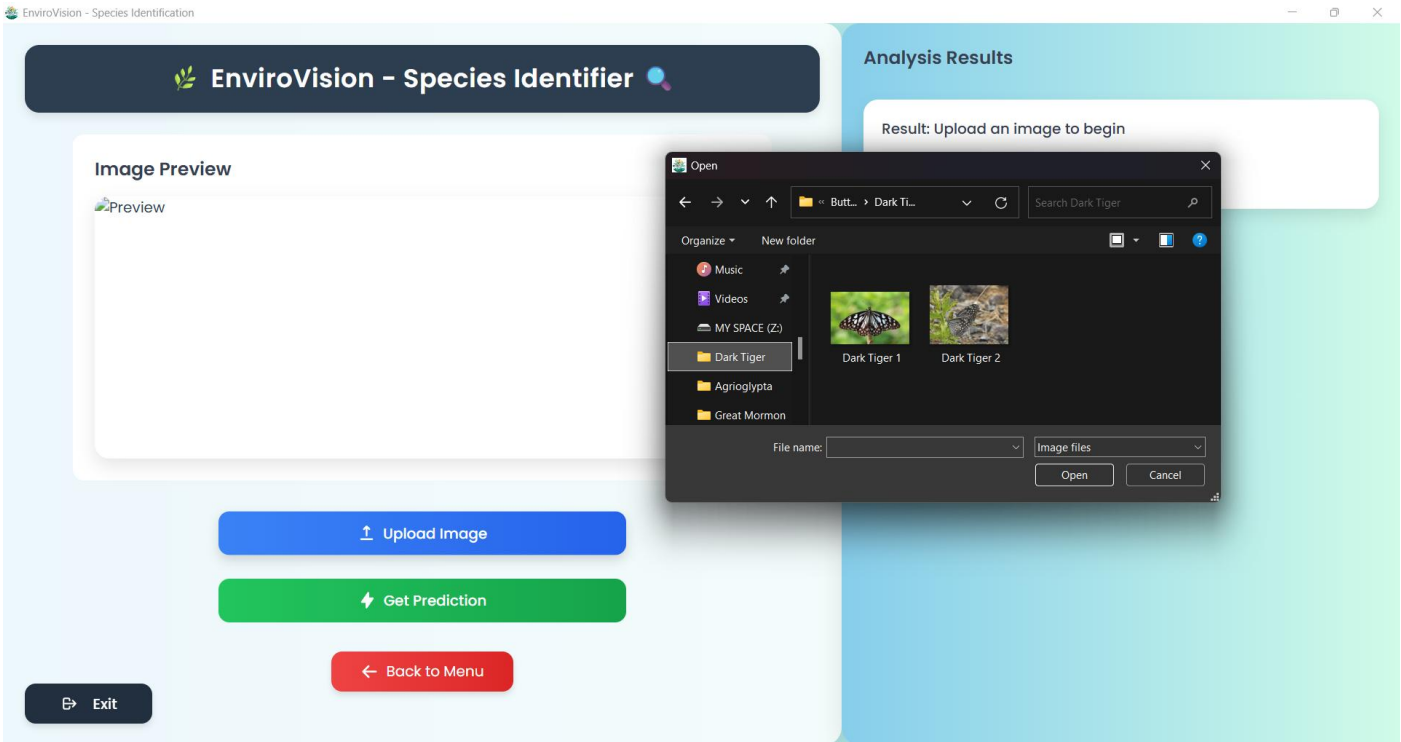 EnviroVision - Species Identification
EnviroVision - Species Identifier
Image Preview
Preview
Upload Image
Get Prediction
Back to Menu
Exit
Analysis Results
Result: Upload an image to begin
Open
« Butt... › Dark Ti...
Search Dark Tiger
Organize
New folder
Music
Videos
MY SPACE (Z:)
Dark Tiger
Agrioglypta
Great Mormon
Dark Tiger 1
Dark Tiger 2
File name:
Image files
Open
Cancel